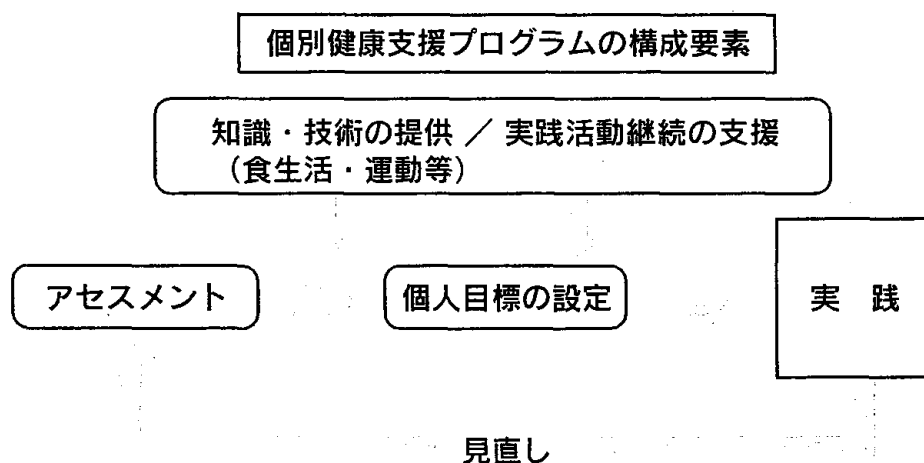 個別健康支援プログラムの構成要素
知識・技術の提供 ／ 実践活動継続の支援
（食生活・運動等）
アセスメント
個人目標の設定
実　践
見直し